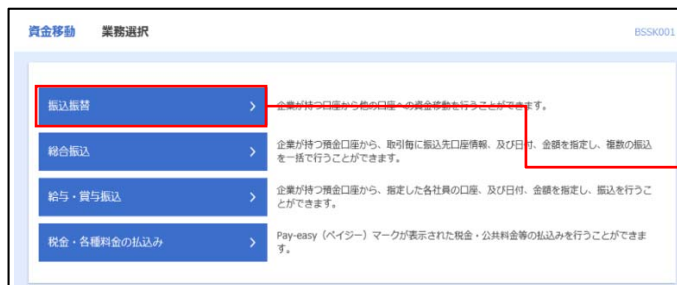 資金移動 業務選択 BSSK001
振込振替 企業が持つ口座から他の口座への資金移動を行うことができます。
総合振込 企業が持つ預金口座から、取引毎に振込先口座情報、及び日付、金額を指定し、複数の振込
を一括で行うことができます。
給与・賞与振込 企業が持つ預金口座から、指定した各社員の口座、及び日付、金額を指定し、振込を行うこ
とができます。
税金・各種料金の払込み Pay-easy（ペイジー）マークが表示された税金・公共料金等の払込みを行うことができま
す。